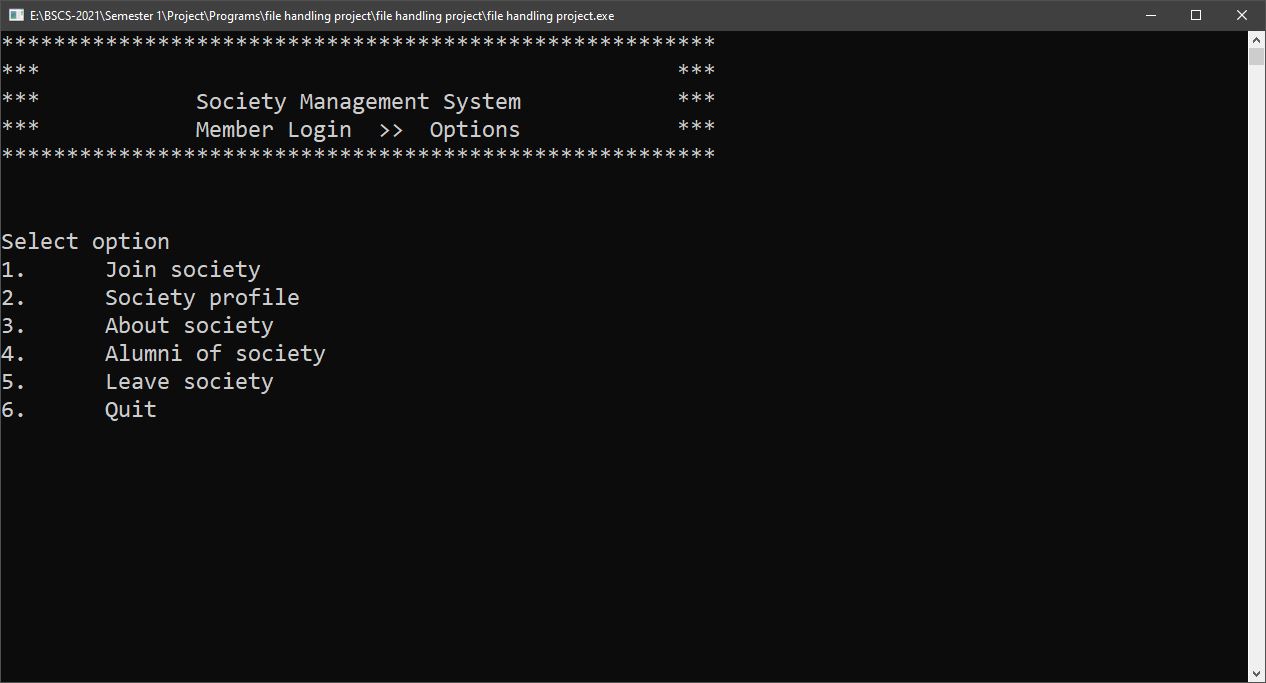 E:\BSCS-2021\Semester 1\Project\Programs\file handling project\file handling project\file handling project.exe
*******************************************************
***                                                 ***
***            Society Management System            ***
***            Member Login  >>  Options            ***
*******************************************************
Select option
1.      Join society
2.      Society profile
3.      About society
4.      Alumni of society
5.      Leave society
6.      Quit